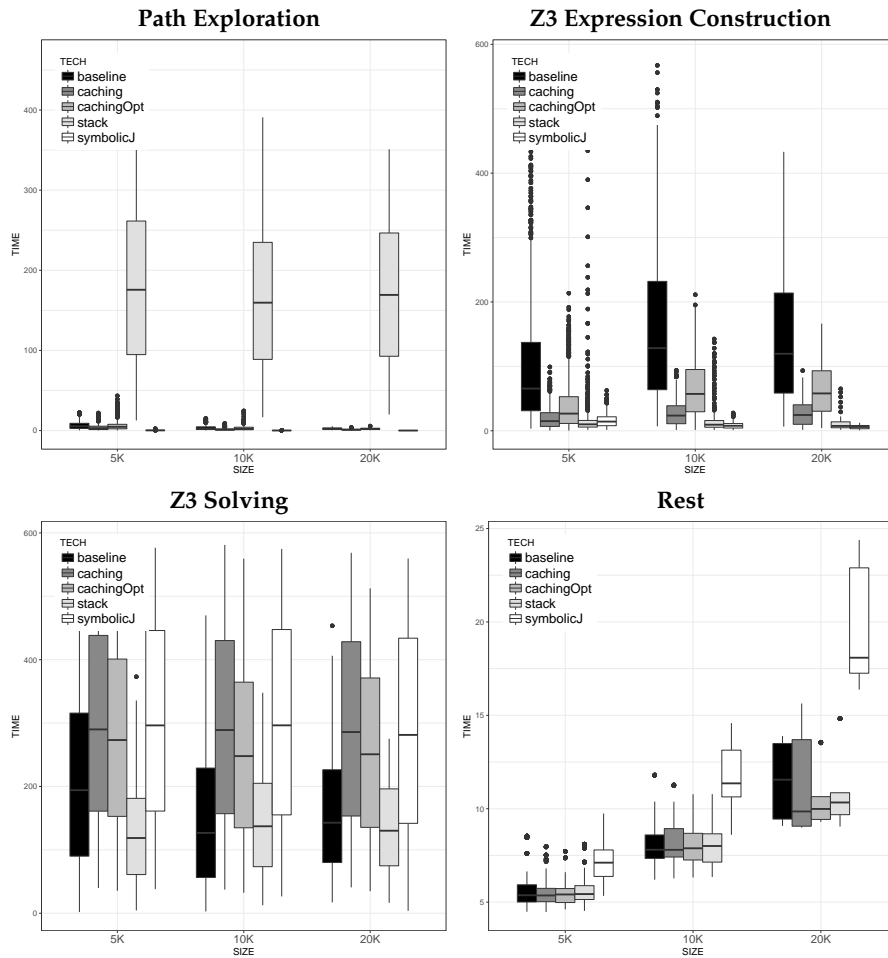 Path Exploration
TECH
baseline
caching
cachingOpt
stack
symbolicJ
400
300
200
100
0
TIME
5K
10K
20K
SIZE
Z3 Expression Construction
TECH
baseline
caching
cachingOpt
stack
symbolicJ
600
400
200
0
TIME
5K
10K
20K
SIZE
Z3 Solving
TECH
baseline
caching
cachingOpt
stack
symbolicJ
600
400
200
0
TIME
5K
10K
20K
SIZE
Rest
TECH
baseline
caching
cachingOpt
stack
symbolicJ
25
20
15
10
5
TIME
5K
10K
20K
SIZE